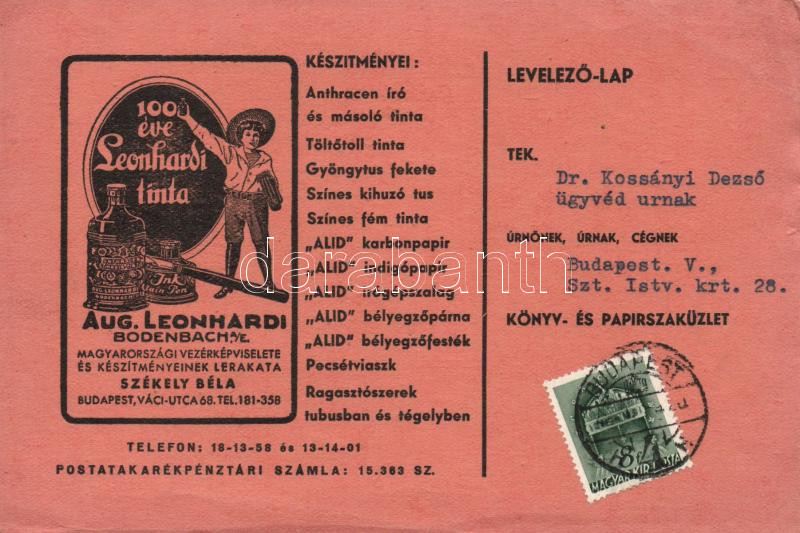 100
éve
Leonhardi
tinta
Ink
AUG. LEONHARDI
BODENBACH A/E.
MAGYARORSZÁGI VEZÉRKÉPVISELETE
ÉS KÉSZITMÉNYEINEK LERAKATA
SZÉKELY BÉLA
BUDAPEST, VÁCI-UTCA 68. TEL. 181-358
KÉSZITMÉNYEI:
Anthracen író
és másoló tinta
Töltőtoll tinta
Gyöngytus fekete
Színes kihuzó tus
Színes fém tinta
„ALID" karbonpapir
„ALID" indigópapír
„ALID" írógépszalag
„ALID" bélyegzőpárna
„ALID" bélyegzőfesték
Pecsétviaszk
Ragasztószerek
tubusban és tégelyben
TELEFON: 18-13-58 és 13-14-01
POSTATAKARÉKPÉNZTÁRI SZÁMLA: 15.363 SZ.
LEVELEZŐ-LAP
TEK.
Dr. Kossányi Dezső
ügyvéd urnak
ÚRNŐNEK, ÚRNAK, CÉGNEK
Budapest. V.,
Szt. Istv. krt. 28.
KÖNYV- ÉS PAPIRSZAKÜZLET
BUDAPEST
8
MAGYAR KIR. POSTA
darabanth